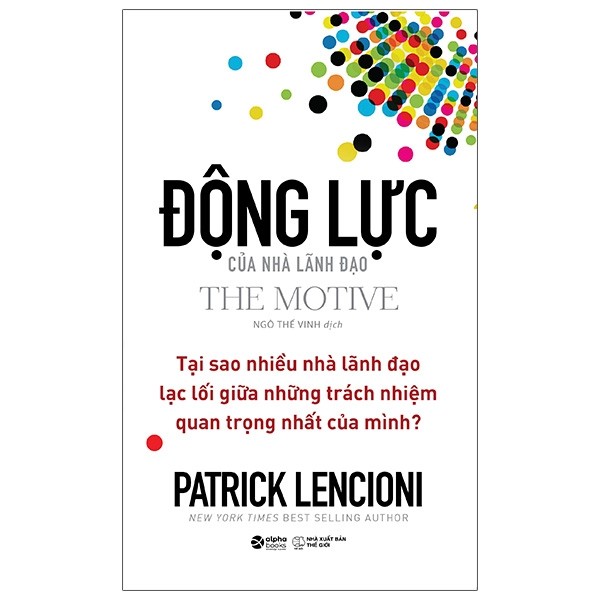 ĐỘNG LỰC
CỦA NHÀ LÃNH ĐẠO
THE MOTIVE
NGÔ THẾ VINH dịch
Tại sao nhiều nhà lãnh đạo
lạc lối giữa những trách nhiệm
quan trọng nhất của mình?
PATRICK LENCIONI
NEW YORK TIMES BEST SELLING AUTHOR
alpha books
NHÀ XUẤT BẢN
THẾ GIỚI